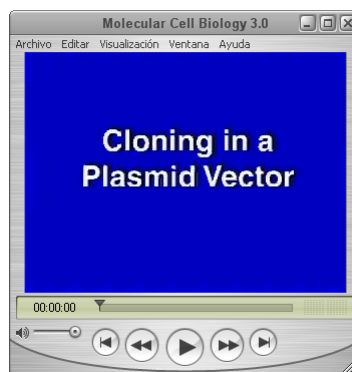 Molecular Cell Biology 3.0
Archivo Editar Visualización Ventana Ayuda
Cloning in a
Plasmid Vector
00:00:00